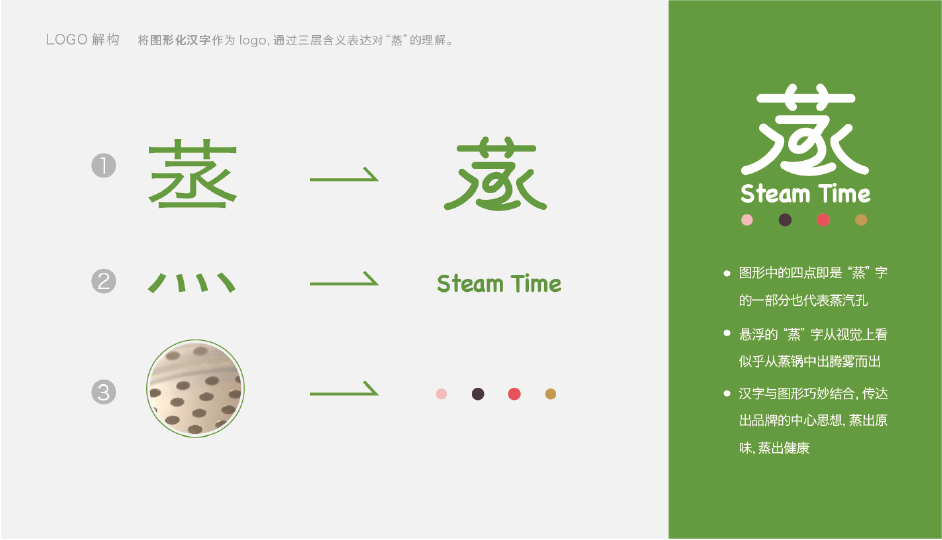 LOGO 解构 将图形化汉字作为 logo, 通过三层含义表达对“蒸”的理解。
① 蒸 蒸
② 灬 Steam Time
③
蒸
Steam Time
• 图形中的四点即是“蒸”字
的一部分也代表蒸汽孔
• 悬浮的“蒸”字从视觉上看
似乎从蒸锅中出腾雾而出
• 汉字与图形巧妙结合, 传达
出品牌的中心思想, 蒸出原
味, 蒸出健康